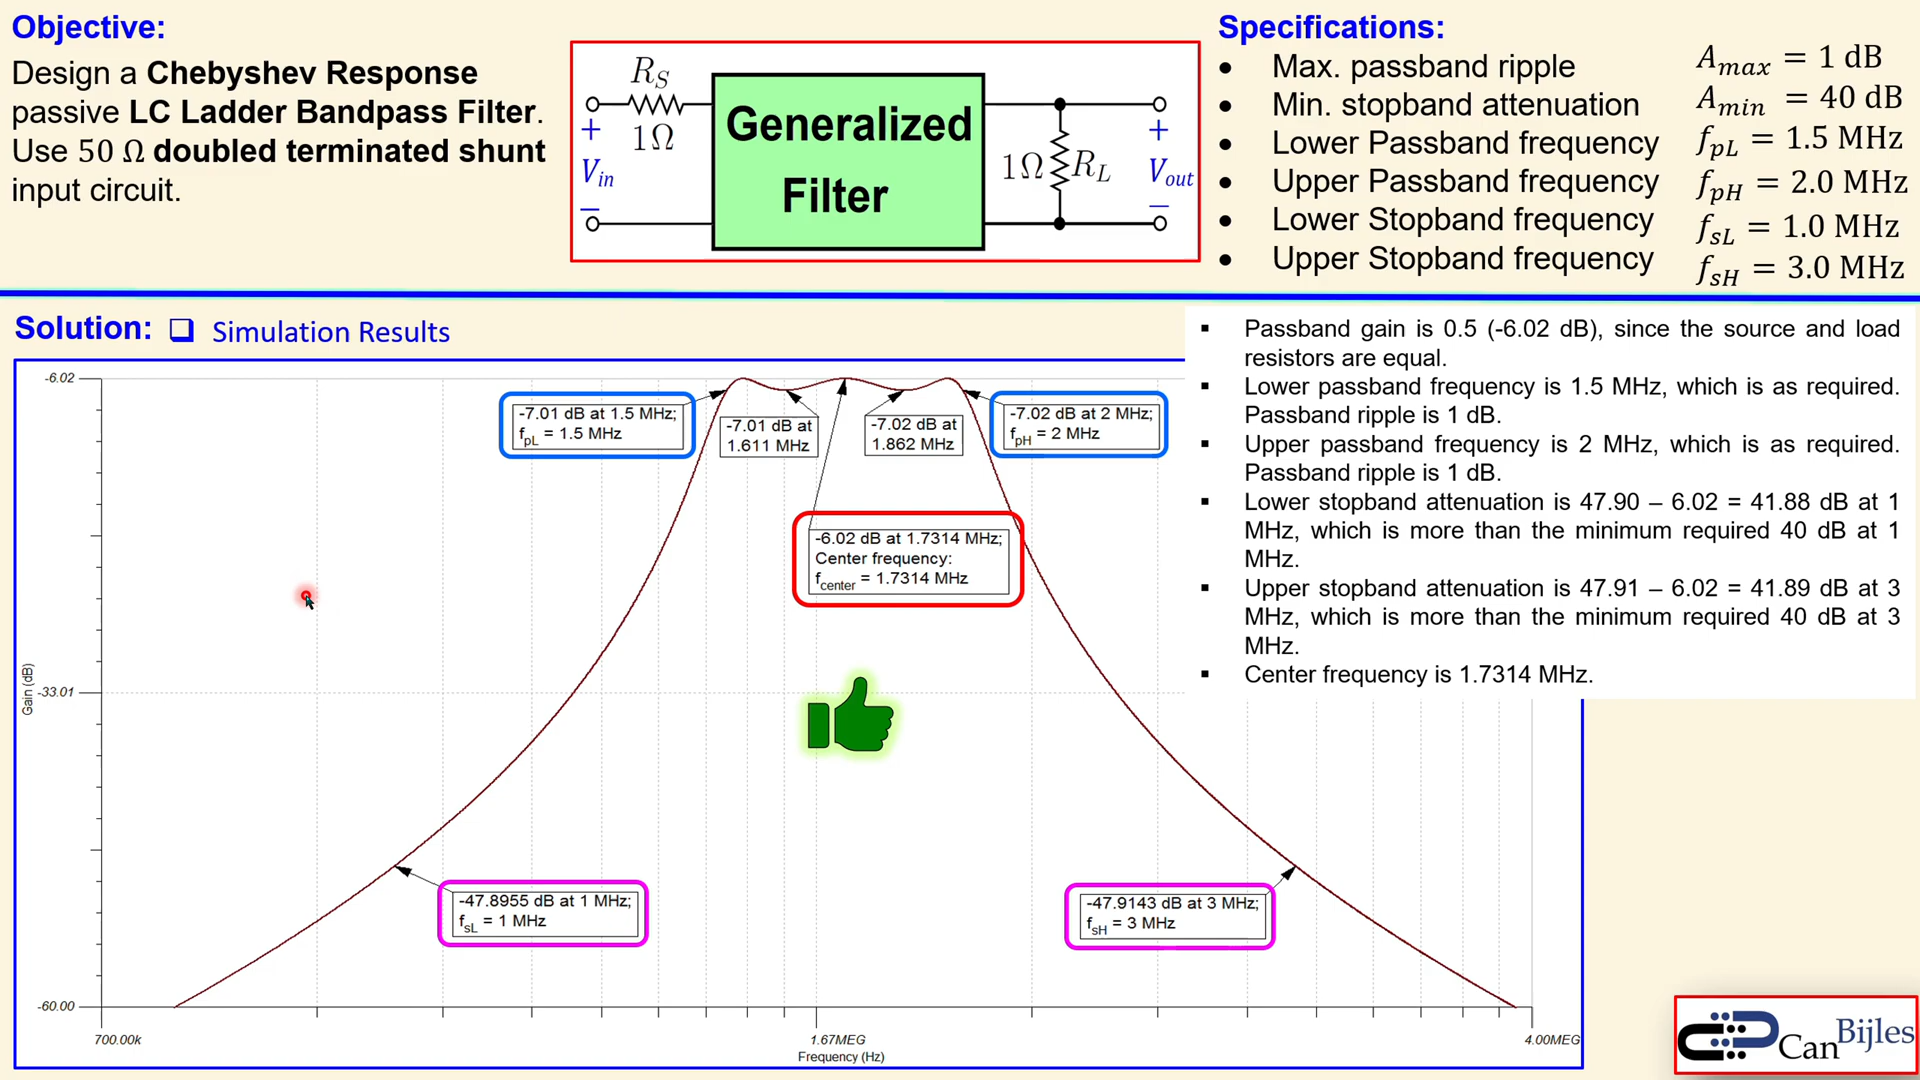 Objective:
Design a Chebyshev Response
passive LC Ladder Bandpass Filter.
Use 50 Ω doubled terminated shunt
input circuit.
R_S
1Ω
+
V_in
−
Generalized
Filter
1Ω
R_L
+
V_out
−
Specifications:
• Max. passband ripple A_max = 1 dB
• Min. stopband attenuation A_min = 40 dB
• Lower Passband frequency f_pL = 1.5 MHz
• Upper Passband frequency f_pH = 2.0 MHz
• Lower Stopband frequency f_sL = 1.0 MHz
• Upper Stopband frequency f_sH = 3.0 MHz
Solution: ❑ Simulation Results
▪ Passband gain is 0.5 (-6.02 dB), since the source and load
resistors are equal.
▪ Lower passband frequency is 1.5 MHz, which is as required.
Passband ripple is 1 dB.
▪ Upper passband frequency is 2 MHz, which is as required.
Passband ripple is 1 dB.
▪ Lower stopband attenuation is 47.90 – 6.02 = 41.88 dB at 1
MHz, which is more than the minimum required 40 dB at 1
MHz.
▪ Upper stopband attenuation is 47.91 – 6.02 = 41.89 dB at 3
MHz, which is more than the minimum required 40 dB at 3
MHz.
▪ Center frequency is 1.7314 MHz.
-6.02
-33.01
-60.00
Gain (dB)
-7.01 dB at 1.5 MHz;
f_pL = 1.5 MHz
-7.01 dB at
1.611 MHz
-7.02 dB at
1.862 MHz
-7.02 dB at 2 MHz;
f_pH = 2 MHz
-6.02 dB at 1.7314 MHz;
Center frequency:
f_center = 1.7314 MHz
-47.8955 dB at 1 MHz;
f_sL = 1 MHz
-47.9143 dB at 3 MHz;
f_sH = 3 MHz
700.00k
1.67MEG
4.00MEG
Frequency (Hz)
CanBijles